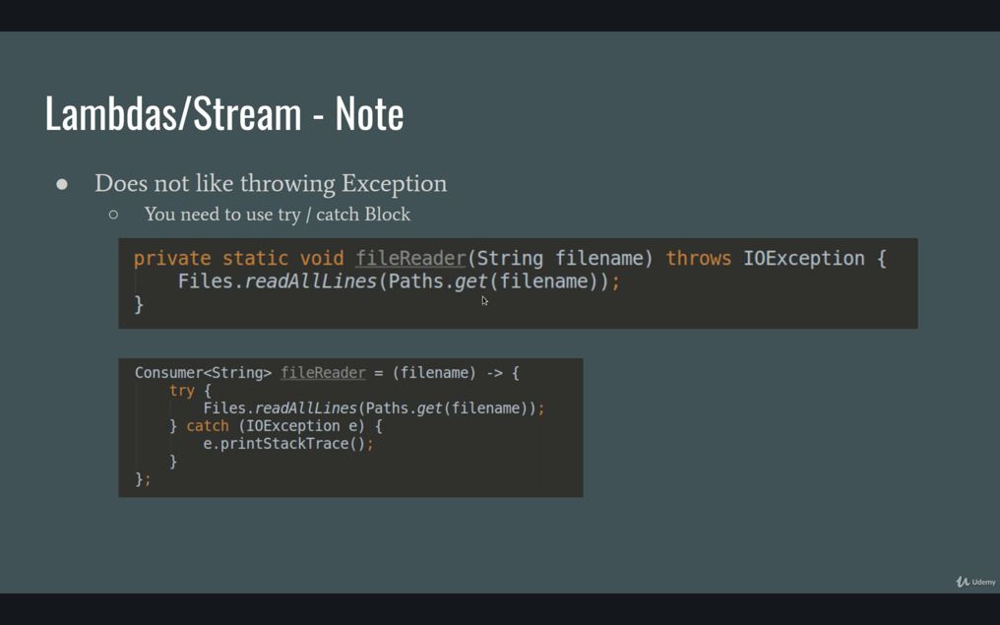 Lambdas/Stream - Note
● Does not like throwing Exception
○ You need to use try / catch Block
private static void fileReader(String filename) throws IOException {
    Files.readAllLines(Paths.get(filename));
}
Consumer<String> fileReader = (filename) -> {
    try {
        Files.readAllLines(Paths.get(filename));
    } catch (IOException e) {
        e.printStackTrace();
    }
};
Udemy